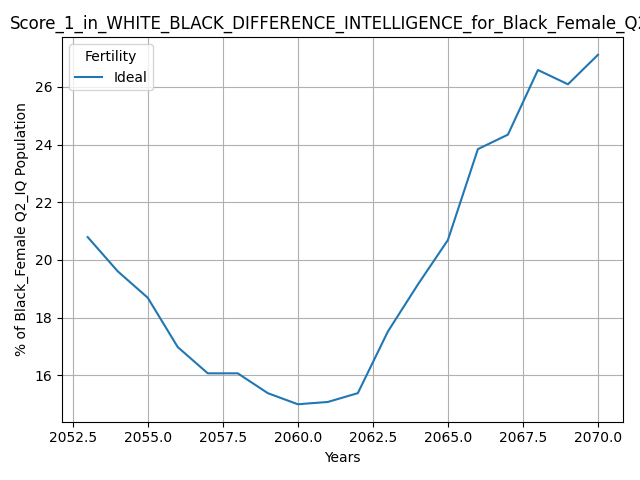 Score_1_in_WHITE_BLACK_DIFFERENCE_INTELLIGENCE_for_Black_Female_Q2
Fertility
Ideal
% of Black_Female Q2_IQ Population
26
24
22
20
18
16
2052.5 2055.0 2057.5 2060.0 2062.5 2065.0 2067.5 2070.0
Years